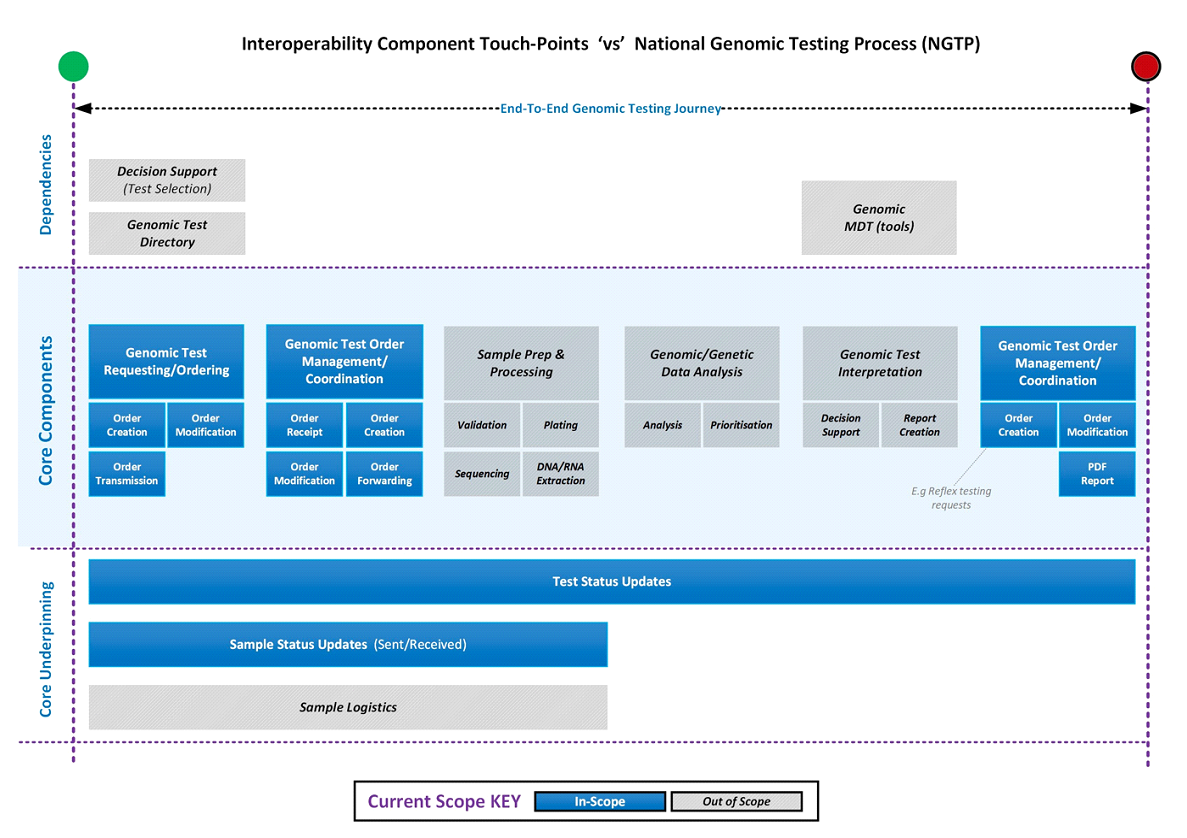 Interoperability Component Touch-Points ‘vs’ National Genomic Testing Process (NGTP)
End-To-End Genomic Testing Journey
Dependencies
Decision Support
(Test Selection)
Genomic Test
Directory
Genomic
MDT (tools)
Core Components
Genomic Test
Requesting/Ordering
Order
Creation
Order
Modification
Order
Transmission
Genomic Test Order
Management/
Coordination
Order
Receipt
Order
Creation
Order
Modification
Order
Forwarding
Sample Prep &
Processing
Validation
Plating
Sequencing
DNA/RNA
Extraction
Genomic/Genetic
Data Analysis
Analysis
Prioritisation
Genomic Test
Interpretation
Decision
Support
Report
Creation
Genomic Test Order
Management/
Coordination
Order
Creation
Order
Modification
PDF
Report
E.g Reflex testing
requests
Core Underpinning
Test Status Updates
Sample Status Updates (Sent/Received)
Sample Logistics
Current Scope KEY
In-Scope
Out of Scope